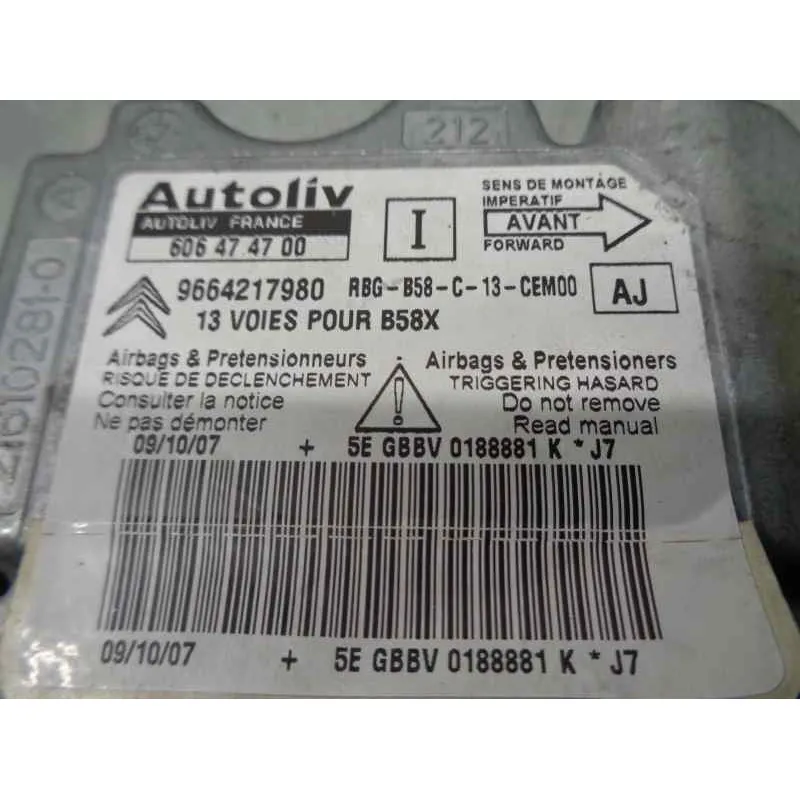 212
Autoliv
AUTOLIV FRANCE
606 47 47 00
I
SENS DE MONTAGE
IMPERATIF
AVANT
FORWARD
9664217980 RBG-B58-C-13-CEM00
AJ
13 VOIES POUR B58X
Airbags & Pretensionneurs
RISQUE DE DECLENCHEMENT
Consulter la notice
Ne pas démonter
!
Airbags & Pretensioners
TRIGGERING HASARD
Do not remove
Read manual
09/10/07 + 5E GBBV 0188881 K * J7
09/10/07 + 5E GBBV 0188881 K * J7
21610281-0